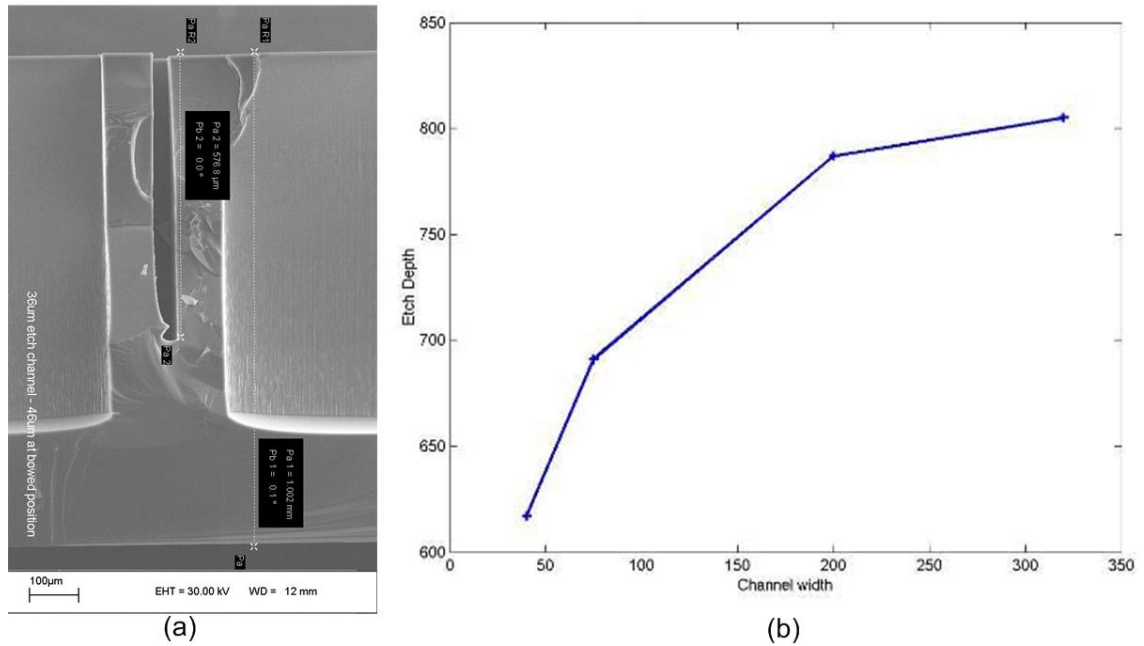 Pa R2
Pa R1
Pa 2 = 576.8 µm
Pb 2 = 0.0 °
Pa 2
36um etch channel - 46um at bowed position
Pa 1 = 1.002 mm
Pb 1 = 0.1 °
Pa
100µm
EHT = 30.00 kV WD = 12 mm
(a)
850
800
750
700
650
600
Etch Depth
0 50 100 150 200 250 300 350
Channel width
(b)